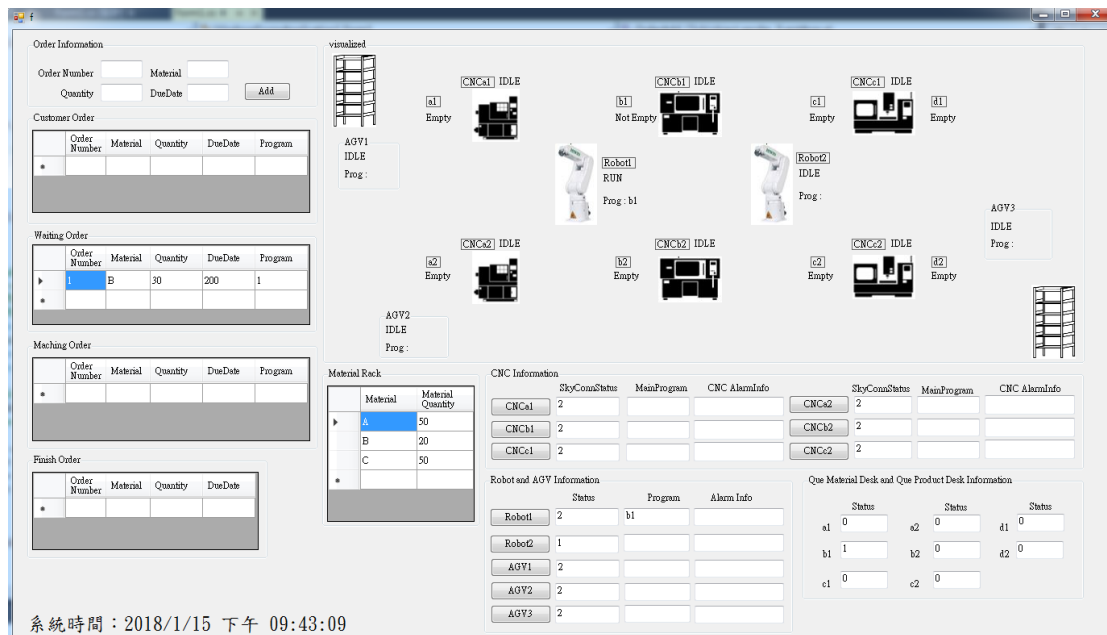 f
Order Information
Order Number Material
Quantity DueDate Add
Customer Order
Order Number Material Quantity DueDate Program
Waiting Order
Order Number Material Quantity DueDate Program
1 B 30 200 1
Maching Order
Order Number Material Quantity DueDate Program
Finish Order
Order Number Material Quantity DueDate
系統時間：2018/1/15 下午 09:43:09
visualized
CNCa1 IDLE CNCb1 IDLE CNCc1 IDLE
a1 b1 c1 d1
Empty Not Empty Empty Empty
AGV1
IDLE
Prog :
Robot1
RUN
Prog : b1
Robot2
IDLE
Prog :
AGV3
IDLE
Prog :
CNCa2 IDLE CNCb2 IDLE CNCc2 IDLE
a2 b2 c2 d2
Empty Empty Empty Empty
AGV2
IDLE
Prog :
Material Rack
Material Material Quantity
A 50
B 20
C 50
CNC Information
SkyConnStatus MainProgram CNC AlarmInfo SkyConnStatus MainProgram CNC AlarmInfo
CNCa1 2 CNCa2 2
CNCb1 2 CNCb2 2
CNCc1 2 CNCc2 2
Robot and AGV Information
Status Program Alarm Info
Robot1 2 b1
Robot2 1
AGV1 2
AGV2 2
AGV3 2
Que Material Desk and Que Product Desk Information
Status Status Status
a1 0 a2 0 d1 0
b1 1 b2 0 d2 0
c1 0 c2 0